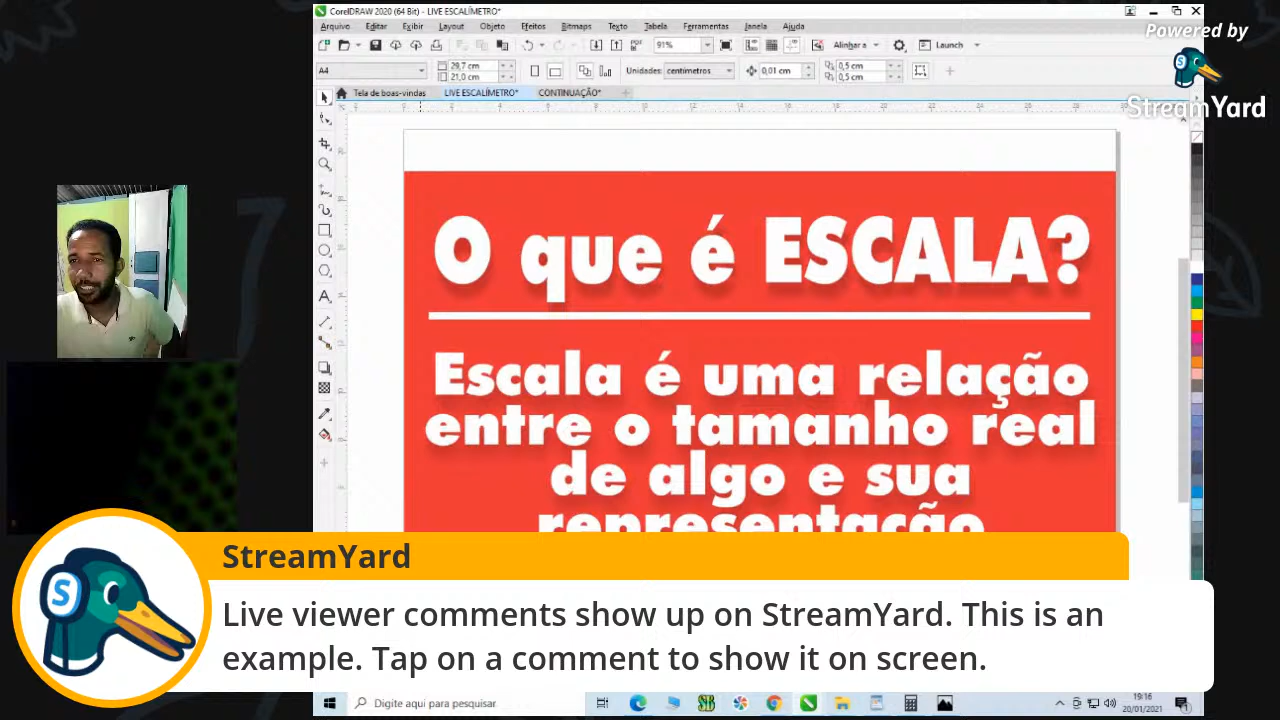 CorelDRAW 2020 (64 Bit) - LIVE ESCALÍMETRO*
Arquivo Editar Exibir Layout Objeto Efeitos Bitmaps Texto Tabela Ferramentas Janela Ajuda
91% Alinhar a Launch
A4 29,7 cm 21,0 cm Unidades: centímetros 0,01 cm 0,5 cm 0,5 cm
Tela de boas-vindas LIVE ESCALÍMETRO* CONTINUAÇÃO*
Powered by
StreamYard
O que é ESCALA?
Escala é uma relação
entre o tamanho real
de algo e sua
representação
StreamYard
Live viewer comments show up on StreamYard. This is an
example. Tap on a comment to show it on screen.
Digite aqui para pesquisar
19:16
20/01/2021